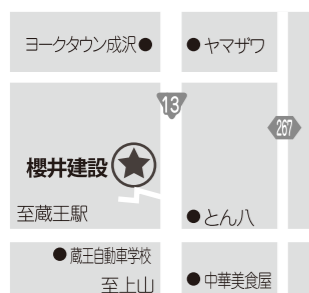 ヨークタウン成沢●
●ヤマザワ
13
267
櫻井建設
至蔵王駅
●とん八
●蔵王自動車学校
至上山
●中華美食屋